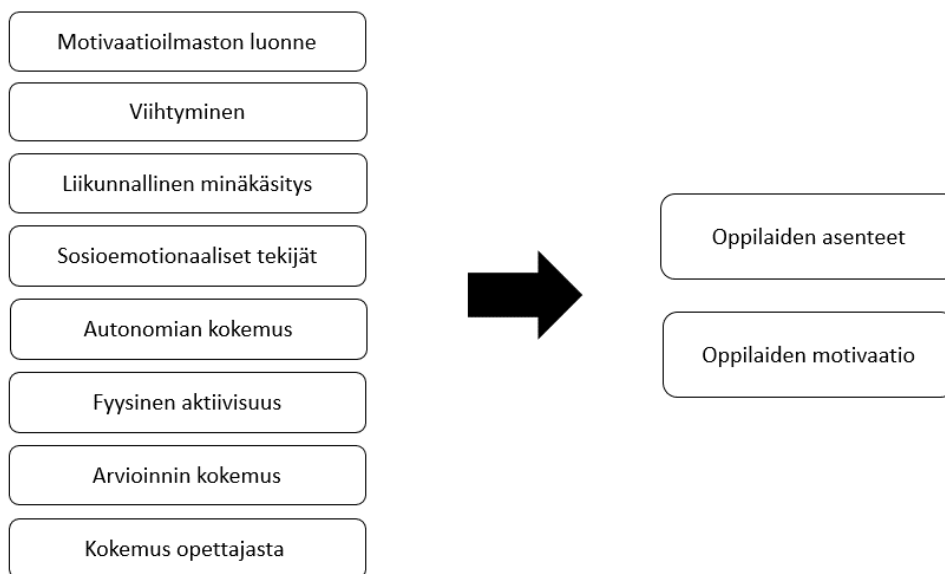 Motivaatioilmaston luonne
Viihtyminen
Liikunnallinen minäkäsitys
Sosioemotionaaliset tekijät
Autonomian kokemus
Fyysinen aktiivisuus
Arvioinnin kokemus
Kokemus opettajasta
Oppilaiden asenteet
Oppilaiden motivaatio